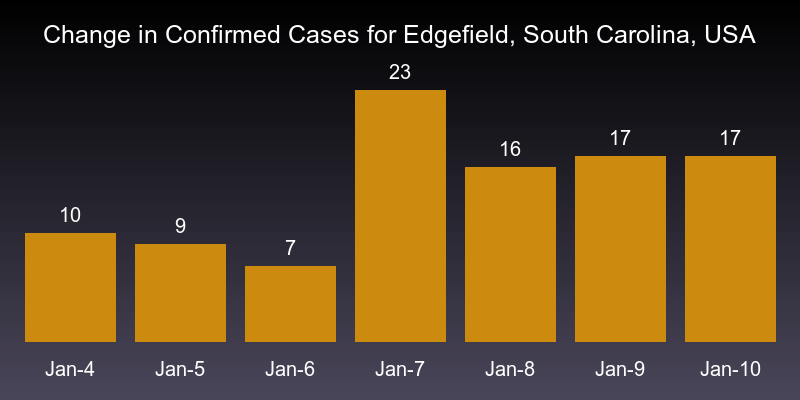 Change in Confirmed Cases for Edgefield, South Carolina, USA
10
9
7
23
16
17
17
Jan-4
Jan-5
Jan-6
Jan-7
Jan-8
Jan-9
Jan-10